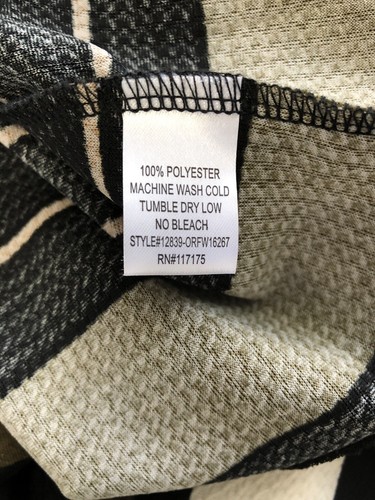 100% POLYESTER
MACHINE WASH COLD
TUMBLE DRY LOW
NO BLEACH
STYLE#12839-ORFW16267
RN#117175